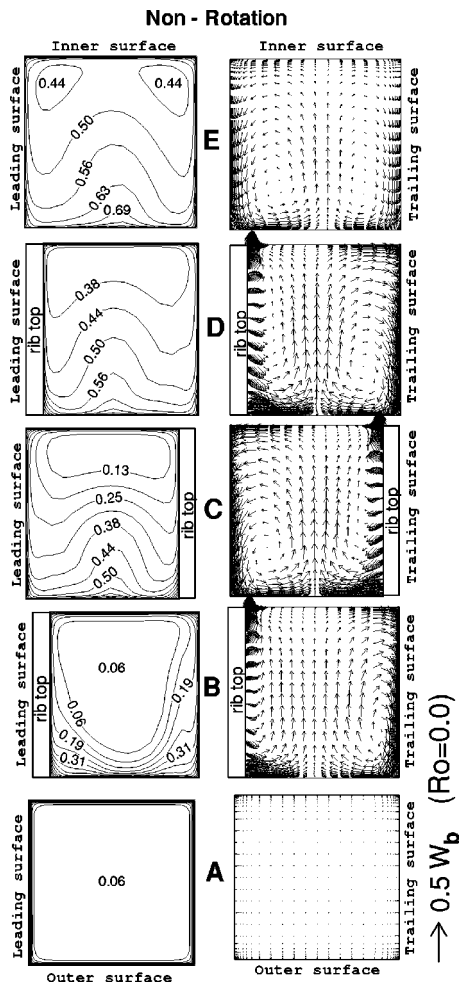 Non - Rotation
Inner surface
Inner surface
Leading surface
0.44
0.44
0.50
0.56
0.63
0.69
E
Trailing surface
Leading surface
rib top
0.38
0.44
0.50
0.56
D
rib top
Trailing surface
Leading surface
0.13
0.25
0.38
0.44
0.50
rib top
C
rib top
Trailing surface
Leading surface
rib top
0.06
0.06
0.19
0.19
0.31
0.31
B
rib top
Trailing surface
Leading surface
0.06
A
Trailing surface
Outer surface
Outer surface
→ 0.5 Wb (Ro=0.0)